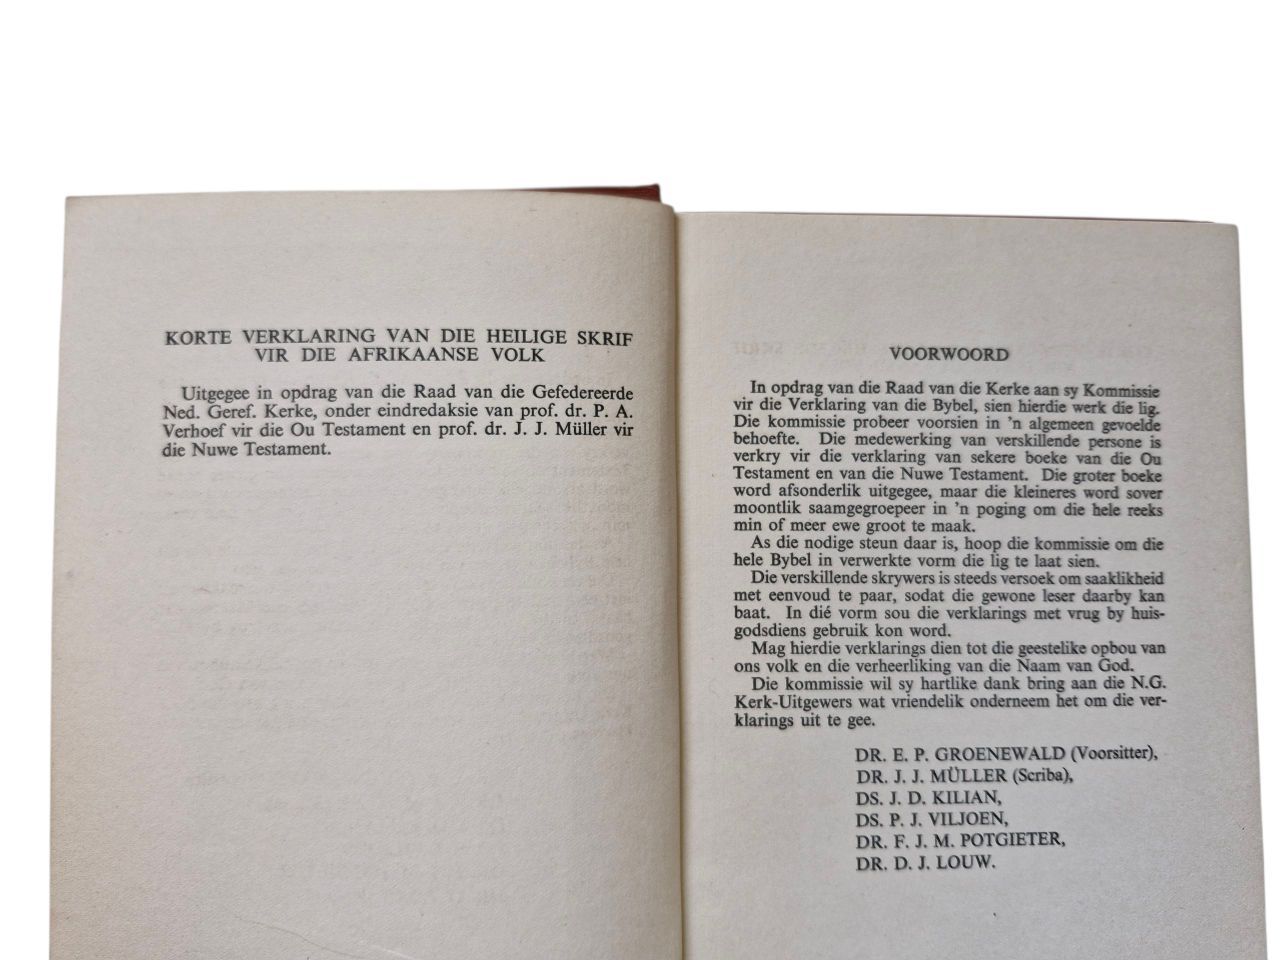 KORTE VERKLARING VAN DIE HEILIGE SKRIF
VIR DIE AFRIKAANSE VOLK
Uitgegee in opdrag van die Raad van die Gefedereerde
Ned. Geref. Kerke, onder eindredaksie van prof. dr. P. A.
Verhoef vir die Ou Testament en prof. dr. J. J. Müller vir
die Nuwe Testament.
VOORWOORD
In opdrag van die Raad van die Kerke aan sy Kommissie
vir die Verklaring van die Bybel, sien hierdie werk die lig.
Die kommissie probeer voorsien in 'n algemeen gevoelde
behoefte. Die medewerking van verskillende persone is
verkry vir die verklaring van sekere boeke van die Ou
Testament en van die Nuwe Testament. Die groter boeke
word afsonderlik uitgegee, maar die kleineres word sover
moontlik saamgegroepeer in 'n poging om die hele reeks
min of meer ewe groot te maak.
As die nodige steun daar is, hoop die kommissie om die
hele Bybel in verwerkte vorm die lig te laat sien.
Die verskillende skrywers is steeds versoek om saaklikheid
met eenvoud te paar, sodat die gewone leser daarby kan
baat. In dié vorm sou die verklarings met vrug by huis-
godsdiens gebruik kon word.
Mag hierdie verklarings dien tot die geestelike opbou van
ons volk en die verheerliking van die Naam van God.
Die kommissie wil sy hartlike dank bring aan die N.G.
Kerk-Uitgewers wat vriendelik onderneem het om die ver-
klarings uit te gee.
DR. E. P. GROENEWALD (Voorsitter),
DR. J. J. MÜLLER (Scriba),
DS. J. D. KILIAN,
DS. P. J. VILJOEN,
DR. F. J. M. POTGIETER,
DR. D. J. LOUW.